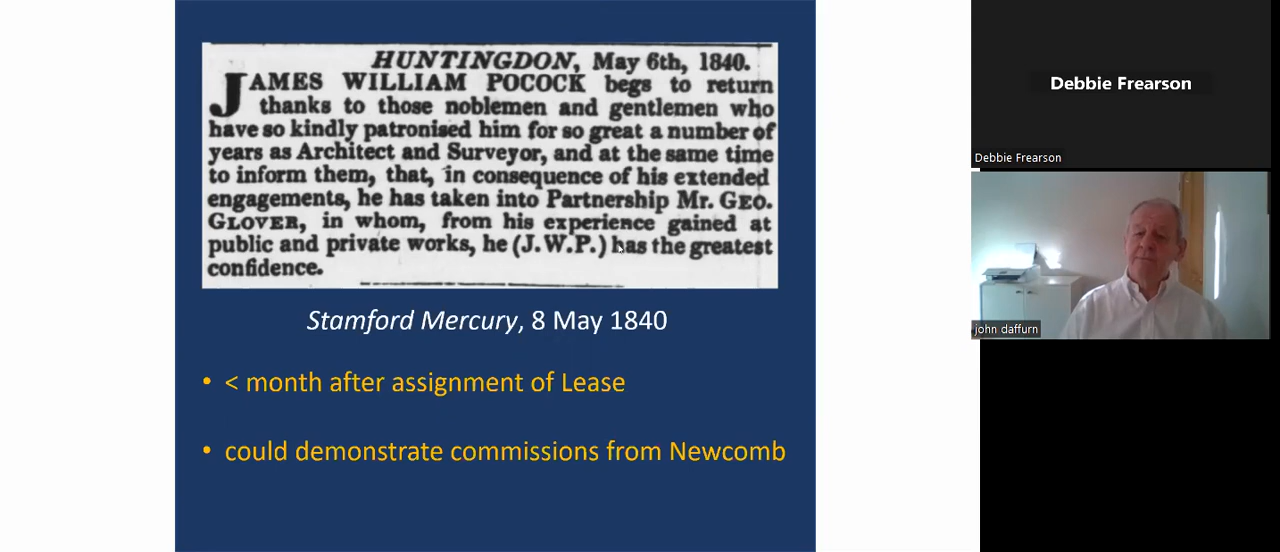 HUNTINGDON, May 6th, 1840.
JAMES WILLIAM POCOCK begs to return
thanks to those noblemen and gentlemen who
have so kindly patronised him for so great a number of
years as Architect and Surveyor, and at the same time
to inform them, that, in consequence of his extended
engagements, he has taken into Partnership Mr. GEO.
GLOVER, in whom, from his experience gained at
public and private works, he (J.W.P.) has the greatest
confidence.
Stamford Mercury, 8 May 1840
• < month after assignment of Lease
• could demonstrate commissions from Newcomb
Debbie Frearson
Debbie Frearson
john daffurn